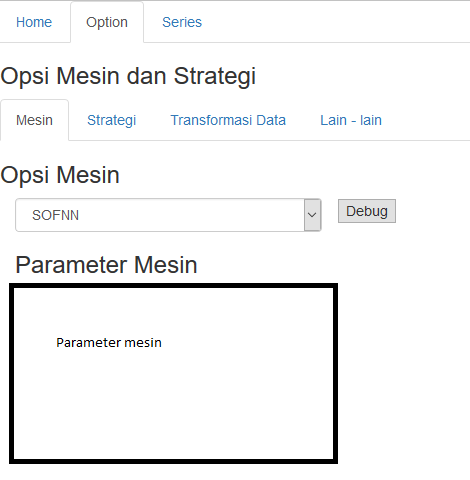 Home Option Series
Opsi Mesin dan Strategi
Mesin Strategi Transformasi Data Lain - lain
Opsi Mesin
SOFNN Debug
Parameter Mesin
Parameter mesin